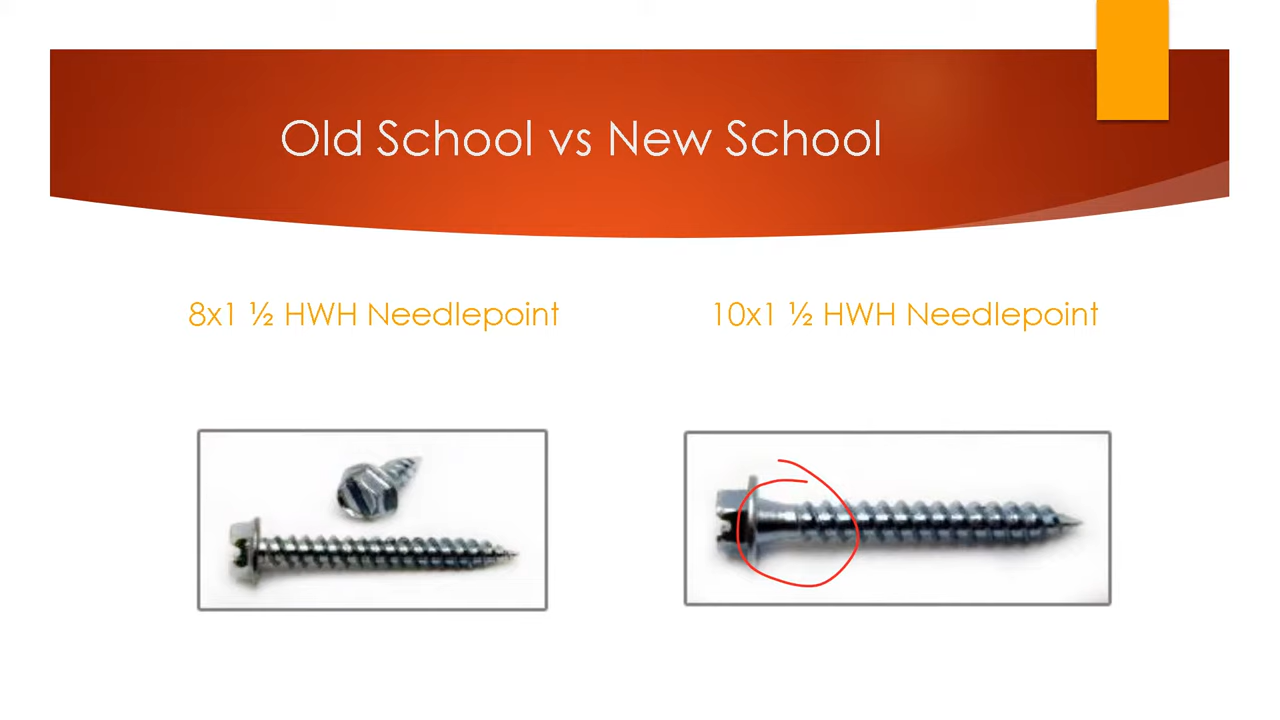 Old School vs New School
8x1 ½ HWH Needlepoint
10x1 ½ HWH Needlepoint